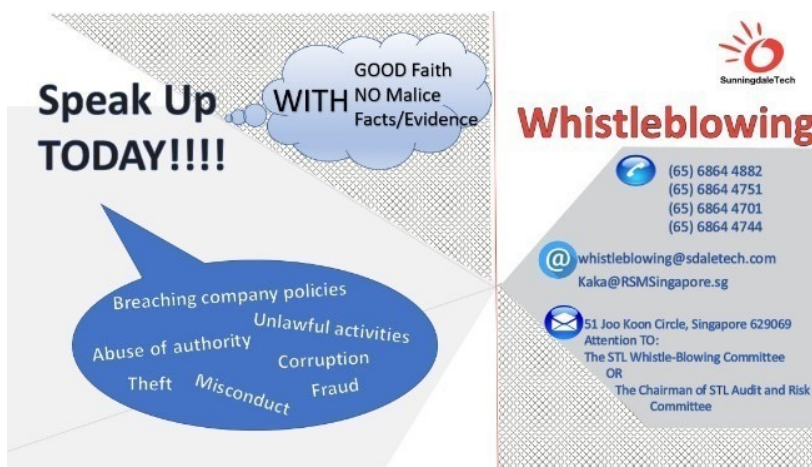 Speak Up
TODAY!!!!
WITH
GOOD Faith
NO Malice
Facts/Evidence
Breaching company policies
Unlawful activities
Abuse of authority
Corruption
Theft
Misconduct
Fraud
SunningdaleTech
Whistleblowing
(65) 6864 4882
(65) 6864 4751
(65) 6864 4701
(65) 6864 4744
@
whistleblowing@sdaletech.com
Kaka@RSMSingapore.sg
51 Joo Koon Circle, Singapore 629069
Attention TO:
The STL Whistle-Blowing Committee
OR
The Chairman of STL Audit and Risk
Committee